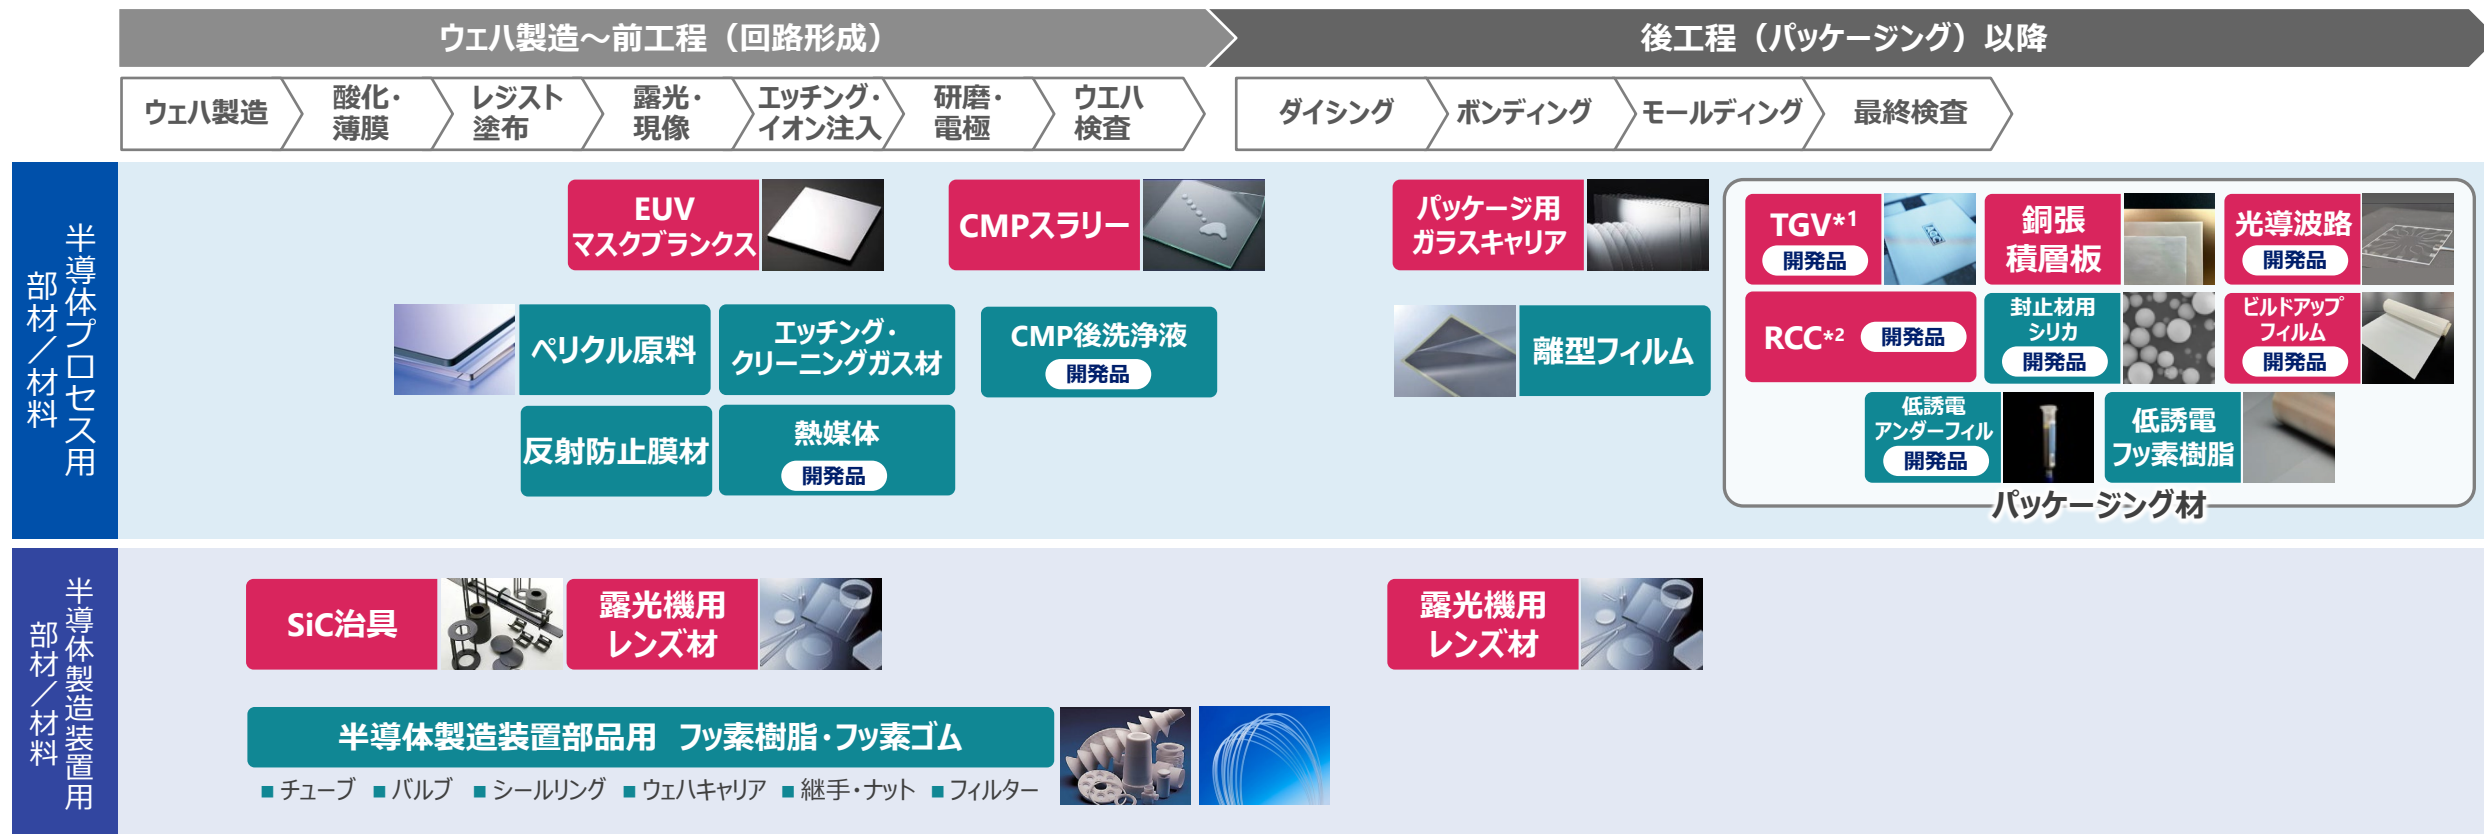 ウェハ製造～前工程（回路形成）
後工程（パッケージング）以降
ウェハ製造
酸化・
薄膜
レジスト
塗布
露光・
現像
エッチング・
イオン注入
研磨・
電極
ウエハ
検査
ダイシング
ボンディング
モールディング
最終検査
半導体プロセス用
部材／材料
EUV
マスクブランクス
CMPスラリー
パッケージ用
ガラスキャリア
TGV*1
開発品
銅張
積層板
光導波路
開発品
ペリクル原料
エッチング・
クリーニングガス材
CMP後洗浄液
開発品
離型フィルム
RCC*2 開発品
封止材用
シリカ
開発品
ビルドアップ
フィルム
開発品
反射防止膜材
熱媒体
開発品
低誘電
アンダーフィル
開発品
低誘電
フッ素樹脂
パッケージング材
半導体製造装置用
部材／材料
SiC治具
露光機用
レンズ材
露光機用
レンズ材
半導体製造装置部品用 フッ素樹脂・フッ素ゴム
■チューブ ■バルブ ■シールリング ■ウェハキャリア ■継手・ナット ■フィルター